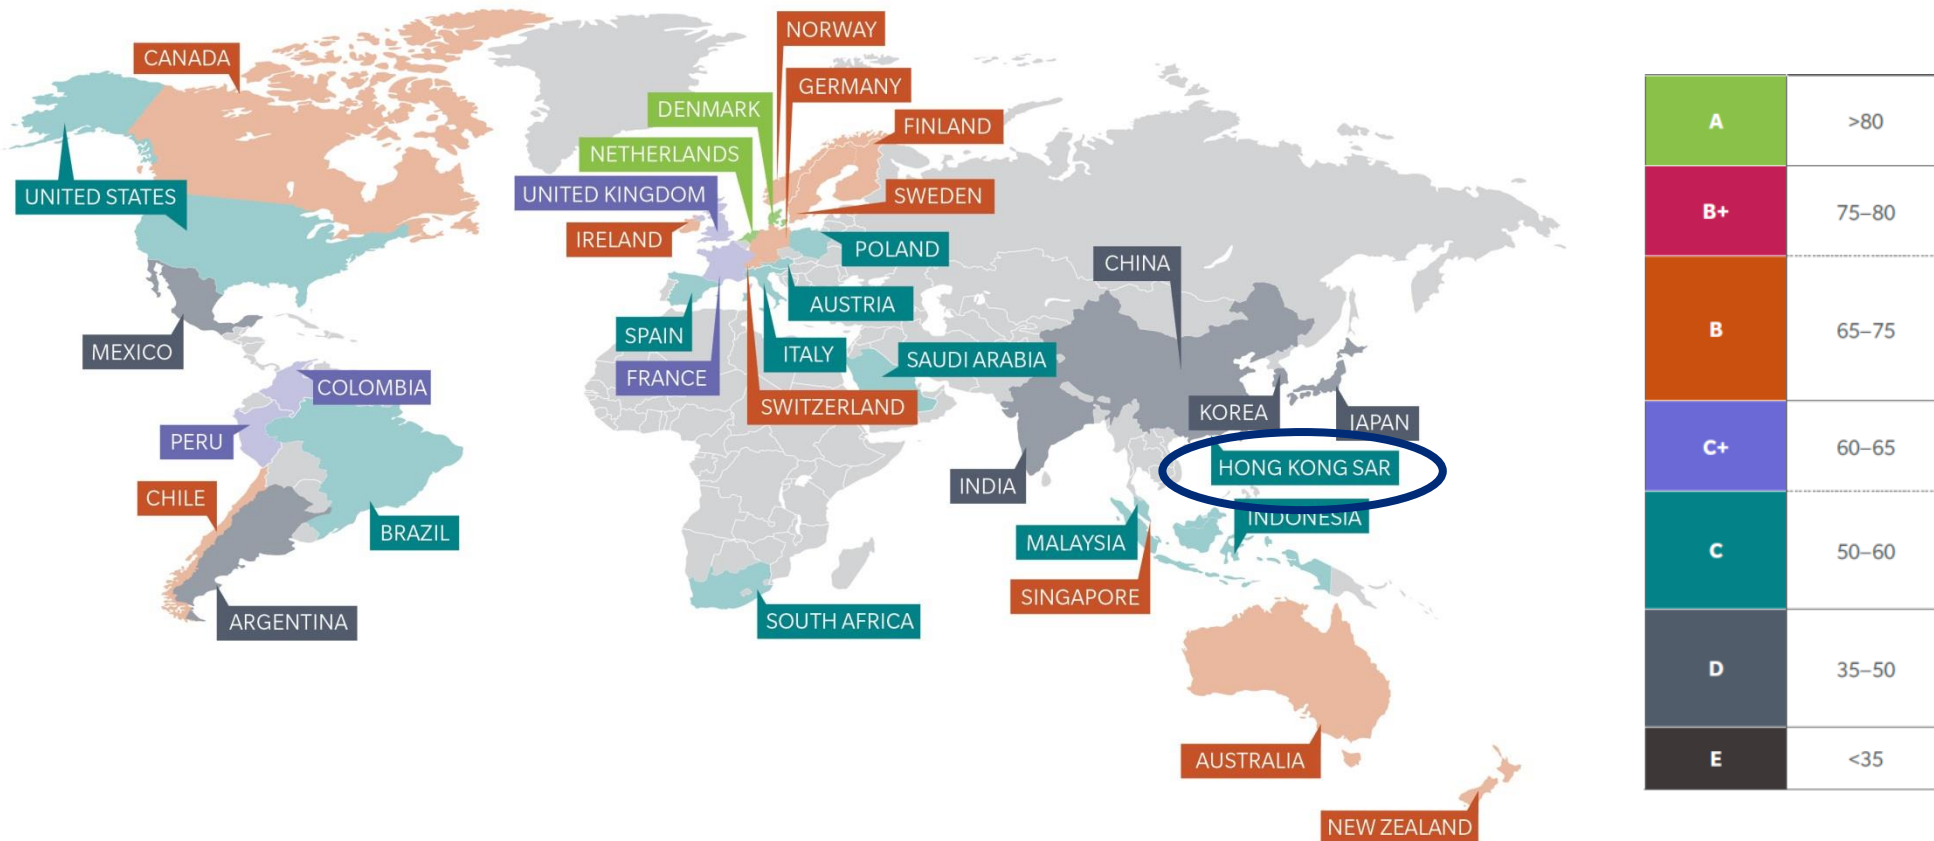 NORWAY
CANADA
GERMANY
DENMARK
FINLAND
NETHERLANDS
UNITED STATES
UNITED KINGDOM
SWEDEN
IRELAND
POLAND
CHINA
AUSTRIA
SPAIN
MEXICO
ITALY
SAUDI ARABIA
FRANCE
COLOMBIA
SWITZERLAND
KOREA
JAPAN
PERU
HONG KONG SAR
INDIA
CHILE
INDONESIA
BRAZIL
MALAYSIA
SINGAPORE
ARGENTINA
SOUTH AFRICA
AUSTRALIA
NEW ZEALAND
A >80
B+ 75–80
B 65–75
C+ 60–65
C 50–60
D 35–50
E <35